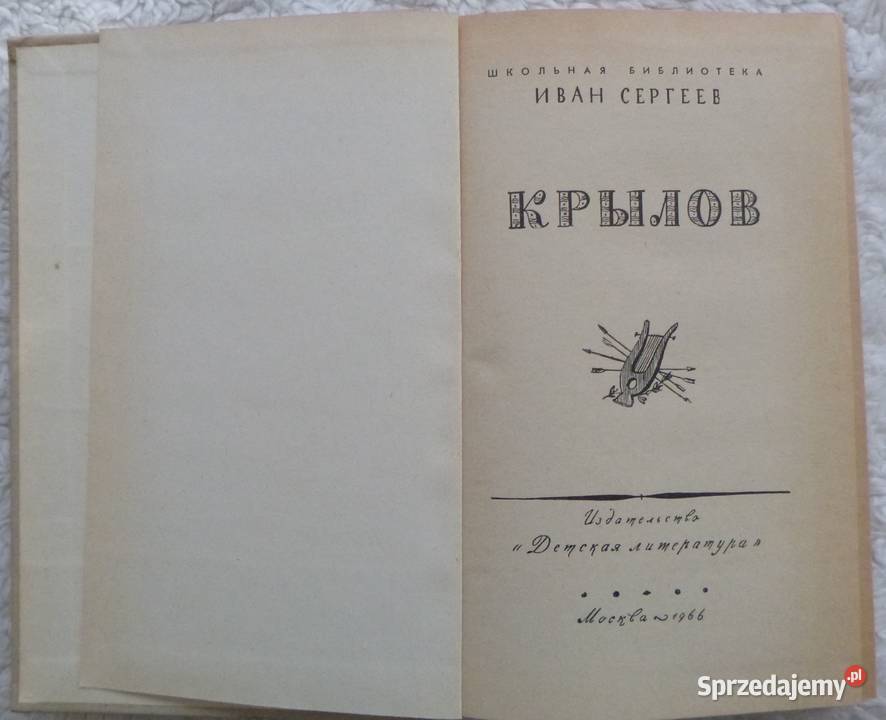 ШКОЛЬНАЯ БИБЛИОТЕКА
ИВАН СЕРГЕЕВ
КРЫЛОВ
Издательство
„Детская литература"
Москва ~ 1966
Sprzedajemy.pl